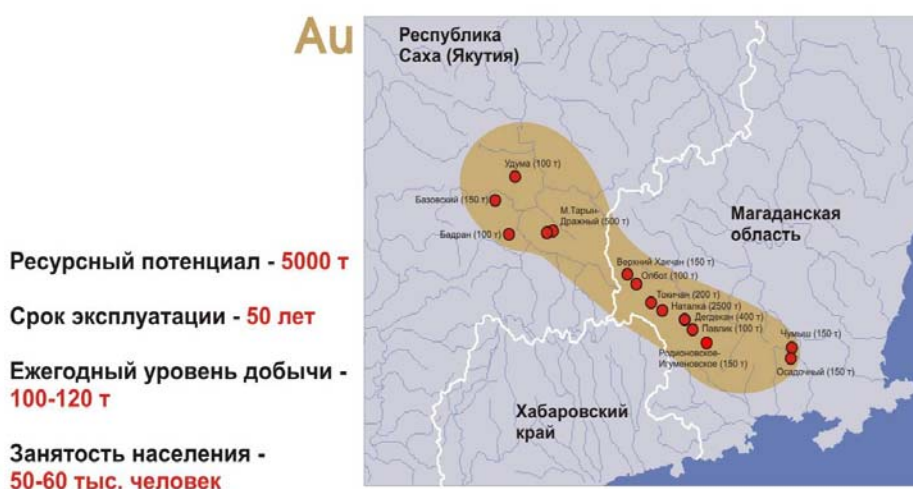 Au
Республика
Саха (Якутия)
Удума (100 т)
Базовский (150 т)
М.Тарын-
Дражный (500 т)
Бадран (100 т)
Магаданская
область
Ресурсный потенциал - 5000 т
Верхний Хакчан (150 т)
Опбот (100 т)
Токичан (200 т)
Наталка (2500 т)
Срок эксплуатации - 50 лет
Дегдекан (400 т)
Павлик (100 т)
Чумыш (150 т)
Родионовское-
Игуменовское (150 т)
Осадочный (150 т)
Ежегодный уровень добычи -
100-120 т
Хабаровский
край
Занятость населения -
50-60 тыс. человек